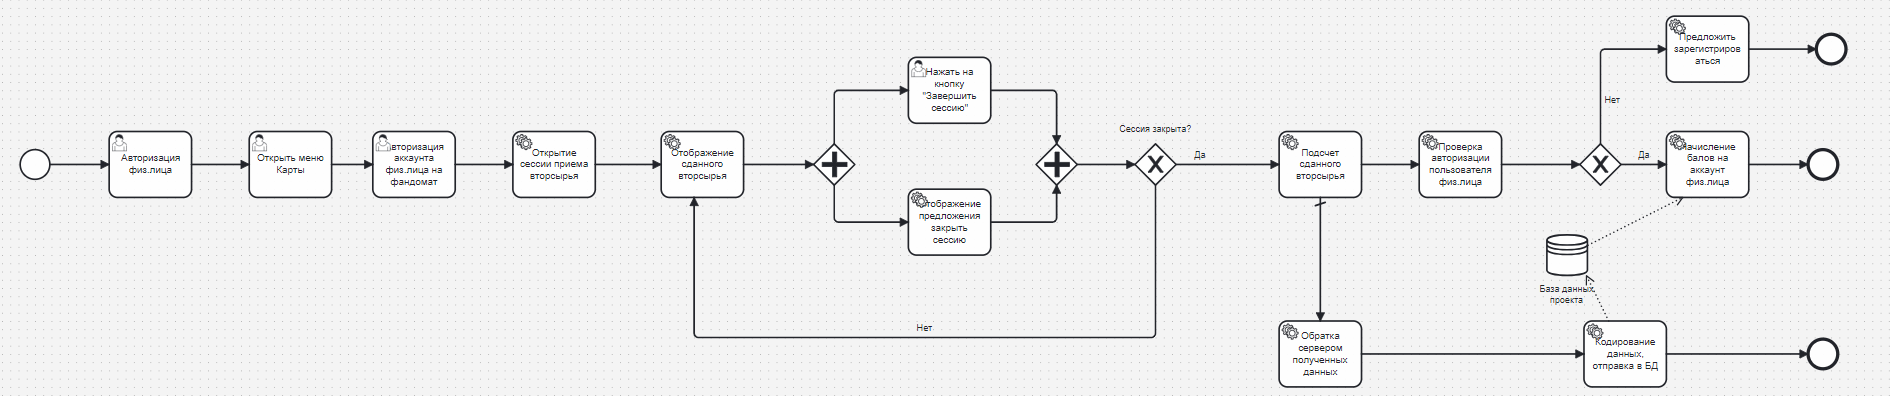 Авторизация
физ.лица
Открыть меню
Карты
Авторизация
аккаунта
физ.лица на
фандомат
Открытие
сессии приема
вторсырья
Отображение
сданного
вторсырья
Нажать на
кнопку
"Завершить
сессию"
Отображение
предложения
закрыть
сессию
Сессия закрыта?
Да
Нет
Подсчет
сданного
вторсырья
Проверка
авторизации
пользователя
физ.лица
Нет
Да
Предложить
зарегистриров
аться
Начисление
балов на
аккаунт
физ.лица
База данных
проекта
Обратка
сервером
полученных
данных
Кодирование
данных,
отправка в БД